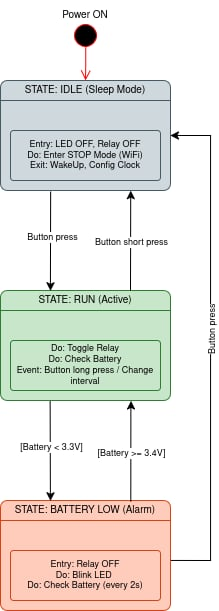 Power ON
STATE: IDLE (Sleep Mode)
Entry: LED OFF, Relay OFF
Do: Enter STOP Mode (WiFi)
Exit: WakeUp, Config Clock
Button press
Button short press
Button press
STATE: RUN (Active)
Do: Toggle Relay
Do: Check Battery
Event: Button long press / Change
interval
[Battery < 3.3V]
[Battery >= 3.4V]
STATE: BATTERY LOW (Alarm)
Entry: Relay OFF
Do: Blink LED
Do: Check Battery (every 2s)